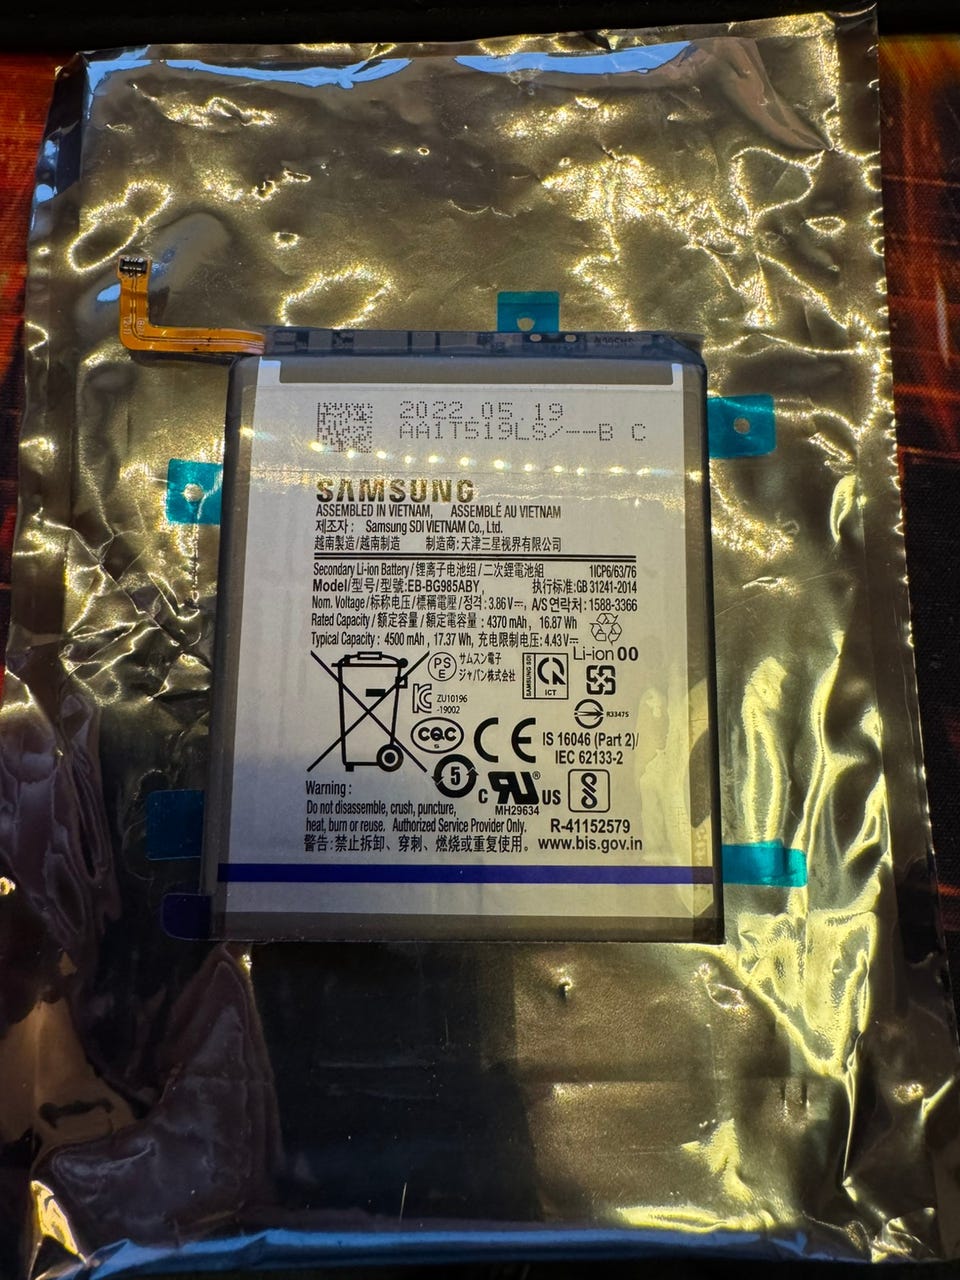 2022.05.19
AA1T519LS/--B C
SAMSUNG
ASSEMBLED IN VIETNAM, ASSEMBLÉ AU VIETNAM
제조자: Samsung SDI VIETNAM Co., Ltd.
越南製造/越南制造 制造商:天津三星视界有限公司
Secondary Li-ion Battery/锂离子电池组/二次鋰電池組 1ICP6/63/76
Model/型号/型號:EB-BG985ABY, 执行标准:GB 31241-2014
Nom. Voltage/标称电压/標稱電壓/정격: 3.86V⎓, A/S 연락처: 1588-3366
Rated Capacity/额定容量/額定電容量: 4370 mAh, 16.87 Wh
Typical Capacity: 4500 mAh, 17.37 Wh, 充电限制电压: 4.43V⎓
Li-ion 00
PS E サムスン電子
ジャパン株式会社
SAMSUNG SDI
ICT
ZU10196
-19002
R33475
CQC
S
CE
IS 16046 (Part 2)/
IEC 62133-2
5
c RU ® US
MH29634
Warning:
Do not disassemble, crush, puncture,
heat, burn or reuse. Authorized Service Provider Only.
R-41152579
警告:禁止拆卸、穿刺、燃烧或重复使用。 www.bis.gov.in